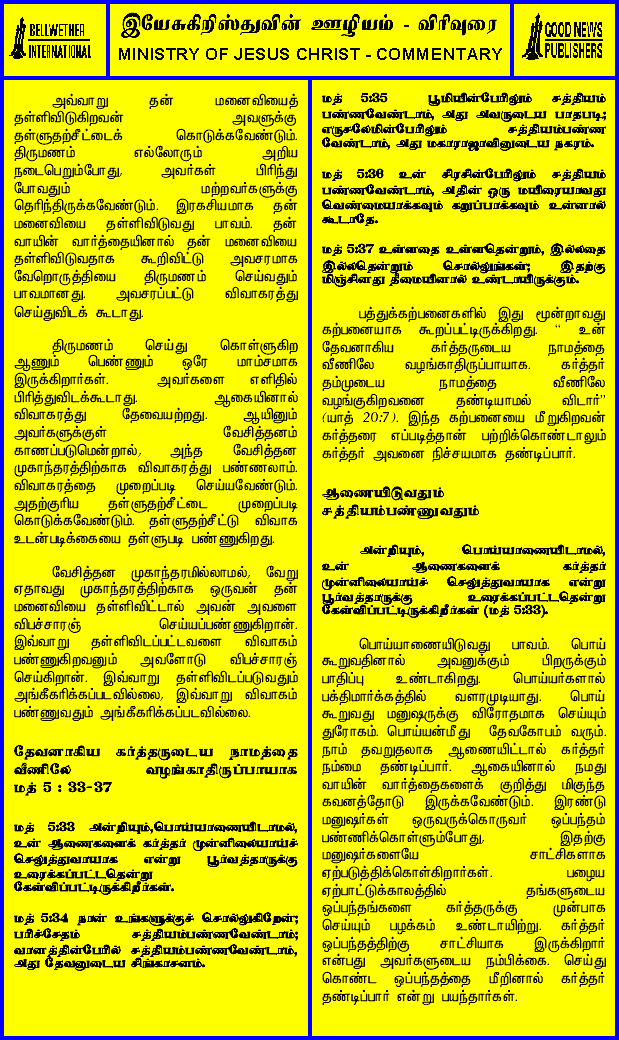 BELLWETHER
INTERNATIONAL
இயேசுகிறிஸ்துவின் ஊழியம் - விரிவுரை
MINISTRY OF JESUS CHRIST - COMMENTARY
GOOD NEWS
PUBLISHERS
அவ்வாறு தன் மனைவியைத்
தள்ளிவிடுகிறவன் அவளுக்கு
தள்ளுதற்சீட்டைக் கொடுக்கவேண்டும்.
திருமணம் எல்லோரும் அறிய
நடைபெறும்போது, அவர்கள் பிரிந்து
போவதும் மற்றவர்களுக்கு
தெரிந்திருக்கவேண்டும். இரகசியமாக தன்
மனைவியை தள்ளிவிடுவது பாவம். தன்
வாயின் வார்த்தையினால் தன் மனைவியை
தள்ளிவிடுவதாக கூறிவிட்டு அவசரமாக
வேறொருத்தியை திருமணம் செய்வதும்
பாவமானது. அவசரப்பட்டு விவாகரத்து
செய்துவிடக் கூடாது.
திருமணம் செய்து கொள்ளுகிற
ஆணும் பெண்ணும் ஒரே மாம்சமாக
இருக்கிறார்கள். அவர்களை எளிதில்
பிரித்துவிடக்கூடாது. ஆகையினால்
விவாகரத்து தேவையற்றது. ஆயினும்
அவர்களுக்குள் வேசித்தனம்
காணப்படுமென்றால், அந்த வேசித்தன
முகாந்தரத்திற்காக விவாகரத்து பண்ணலாம்.
விவாகரத்தை முறைப்படி செய்யவேண்டும்.
அதற்குரிய தள்ளுதற்சீட்டை முறைப்படி
கொடுக்கவேண்டும். தள்ளுதற்சீட்டு விவாக
உடன்படிக்கையை தள்ளுபடி பண்ணுகிறது.
வேசித்தன முகாந்தரமில்லாமல், வேறு
ஏதாவது முகாந்தரத்திற்காக ஒருவன் தன்
மனைவியை தள்ளிவிட்டால் அவன் அவளை
விபச்சாரஞ் செய்யப்பண்ணுகிறான்.
இவ்வாறு தள்ளிவிடப்பட்டவளை விவாகம்
பண்ணுகிறவனும் அவளோடு விபச்சாரஞ்
செய்கிறான். இவ்வாறு தள்ளிவிடப்படுவதும்
அங்கீகரிக்கப்படவில்லை, இவ்வாறு விவாகம்
பண்ணுவதும் அங்கீகரிக்கப்படவில்லை.
தேவனாகிய கர்த்தருடைய நாமத்தை
வீணிலே வழங்காதிருப்பாயாக
மத் 5 : 33-37
மத் 5:33 அன்றியும்,பொய்யாணையிடாமல்,
உன் ஆணைகளைக் கர்த்தர் முன்னிலையாய்ச்
செலுத்துவாயாக என்று பூர்வத்தாருக்கு
உரைக்கப்பட்டதென்று
கேள்விப்பட்டிருக்கிறீர்கள்.
மத் 5:34 நான் உங்களுக்குச் சொல்லுகிறேன்;
பரிச்சேதம் சத்தியம்பண்ணவேண்டாம்;
வானத்தின்பேரில் சத்தியம்பண்ணவேண்டாம்,
அது தேவனுடைய சிங்காசனம்.
மத் 5:35 பூமியின்பேரிலும் சத்தியம்
பண்ணவேண்டாம், அது அவருடைய பாதபடி;
எருசலேமின்பேரிலும் சத்தியம்பண்ண
வேண்டாம், அது மகாராஜாவினுடைய நகரம்.
மத் 5:36 உன் சிரசின்பேரிலும் சத்தியம்
பண்ணவேண்டாம், அதின் ஒரு மயிரையாவது
வெண்மையாக்கவும் கறுப்பாக்கவும் உன்னால்
கூடாதே.
மத் 5:37 உள்ளதை உள்ளதென்றும், இல்லதை
இல்லதென்றும் சொல்லுங்கள்; இதற்கு
மிஞ்சினது தீமையினால் உண்டாயிருக்கும்.
பத்துக்கற்பனைகளில் இது மூன்றாவது
கற்பனையாக கூறப்பட்டிருக்கிறது. “ உன்
தேவனாகிய கர்த்தருடைய நாமத்தை
வீணிலே வழங்காதிருப்பாயாக. கர்த்தர்
தம்முடைய நாமத்தை வீணிலே
வழங்குகிறவனை தண்டியாமல் விடார்”
(யாத் 20:7). இந்த கற்பனையை மீறுகிறவன்
கர்த்தரை எப்படித்தான் பற்றிக்கொண்டாலும்
கர்த்தர் அவனை நிச்சயமாக தண்டிப்பார்.
ஆணையிடுவதும்
சத்தியம்பண்ணுவதும்
அன்றியும், பொய்யாணையிடாமல்,
உன் ஆணைகளைக் கர்த்தர்
முன்னிலையாய்ச் செலுத்துவாயாக என்று
பூர்வத்தாருக்கு உரைக்கப்பட்டதென்று
கேள்விப்பட்டிருக்கிறீர்கள் (மத் 5:33).
பொய்யாணையிடுவது பாவம். பொய்
கூறுவதினால் அவனுக்கும் பிறருக்கும்
பாதிப்பு உண்டாகிறது. பொய்யர்களால்
பக்திமார்க்கத்தில் வளரமுடியாது. பொய்
கூறுவது மனுஷருக்கு விரோதமாக செய்யும்
துரோகம். பொய்யன்மீது தேவகோபம் வரும்.
நாம் தவறுதலாக ஆணையிட்டால் கர்த்தர்
நம்மை தண்டிப்பார். ஆகையினால் நமது
வாயின் வார்த்தைகளைக் குறித்து மிகுந்த
கவனத்தோடு இருக்கவேண்டும். இரண்டு
மனுஷர்கள் ஒருவருக்கொருவர் ஒப்பந்தம்
பண்ணிக்கொள்ளும்போது, இதற்கு
மனுஷர்களையே சாட்சிகளாக
ஏற்படுத்திக்கொள்கிறார்கள். பழைய
ஏற்பாட்டுக்காலத்தில் தங்களுடைய
ஒப்பந்தங்களை கர்த்தருக்கு முன்பாக
செய்யும் பழக்கம் உண்டாயிற்று. கர்த்தர்
ஒப்பந்தத்திற்கு சாட்சியாக இருக்கிறார்
என்பது அவர்களுடைய நம்பிக்கை. செய்து
கொண்ட ஒப்பந்தத்தை மீறினால் கர்த்தர்
தண்டிப்பார் என்று பயந்தார்கள்.